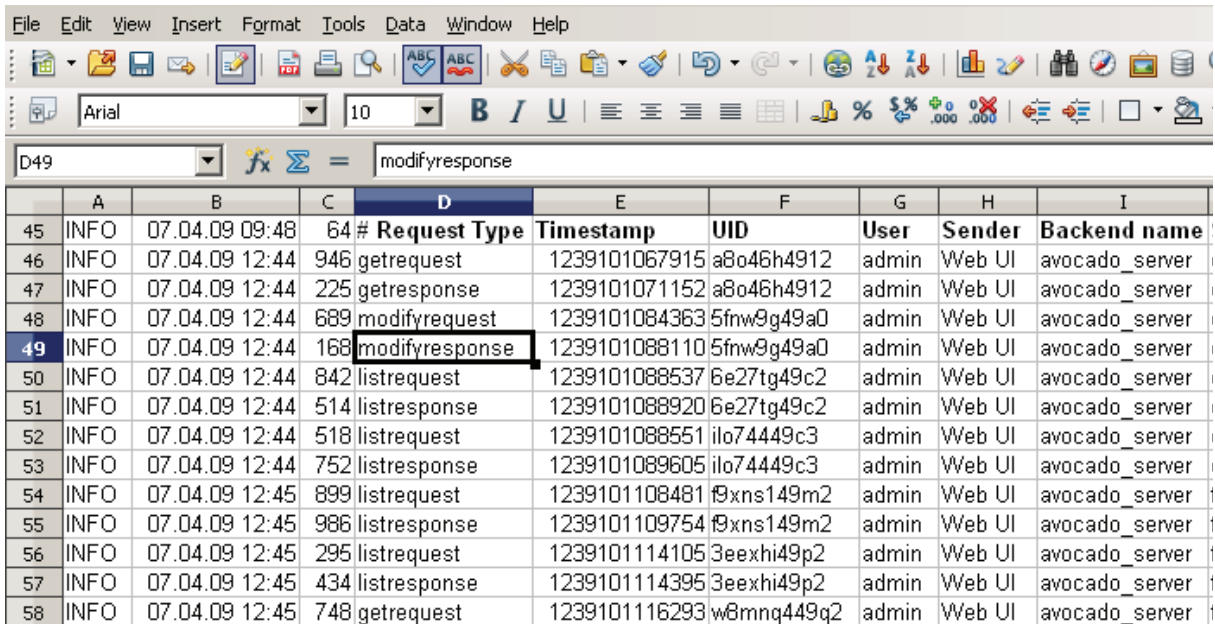 File Edit View Insert Format Tools Data Window Help
Arial 10
D49 modifyresponse
A B C D E F G H I
45 INFO 07.04.09 09:48 64 # Request Type Timestamp UID User Sender Backend name
46 INFO 07.04.09 12:44 946 getrequest 1239101067915 a8o46h4912 admin Web UI avocado_server
47 INFO 07.04.09 12:44 225 getresponse 1239101071152 a8o46h4912 admin Web UI avocado_server
48 INFO 07.04.09 12:44 689 modifyrequest 1239101084363 5fnw9g49a0 admin Web UI avocado_server
49 INFO 07.04.09 12:44 168 modifyresponse 1239101088110 5fnw9g49a0 admin Web UI avocado_server
50 INFO 07.04.09 12:44 842 listrequest 1239101088537 6e27tg49c2 admin Web UI avocado_server
51 INFO 07.04.09 12:44 514 listresponse 1239101088920 6e27tg49c2 admin Web UI avocado_server
52 INFO 07.04.09 12:44 518 listrequest 1239101088551 ilo74449c3 admin Web UI avocado_server
53 INFO 07.04.09 12:44 752 listresponse 1239101089605 ilo74449c3 admin Web UI avocado_server
54 INFO 07.04.09 12:45 899 listrequest 1239101108481 f9xns149m2 admin Web UI avocado_server
55 INFO 07.04.09 12:45 986 listresponse 1239101109754 f9xns149m2 admin Web UI avocado_server
56 INFO 07.04.09 12:45 295 listrequest 1239101114105 3eexhi49p2 admin Web UI avocado_server
57 INFO 07.04.09 12:45 434 listresponse 1239101114395 3eexhi49p2 admin Web UI avocado_server
58 INFO 07.04.09 12:45 748 getrequest 1239101116293 w8mnq449q2 admin Web UI avocado_server